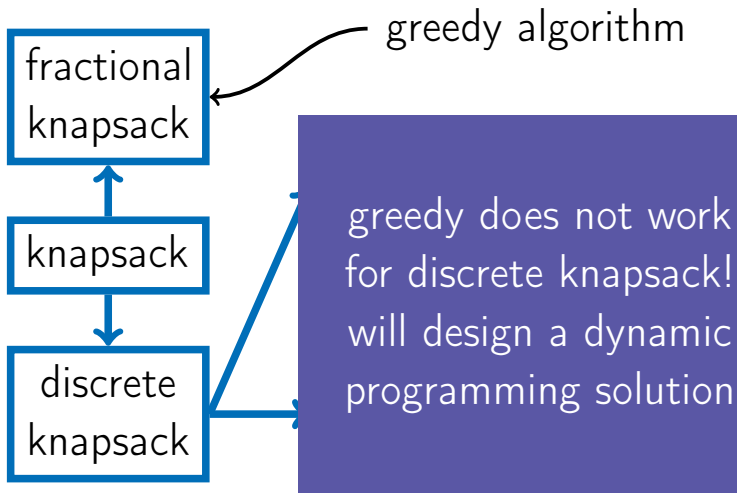 greedy algorithm
fractional
knapsack
knapsack
discrete
knapsack
greedy does not work
for discrete knapsack!
will design a dynamic
programming solution